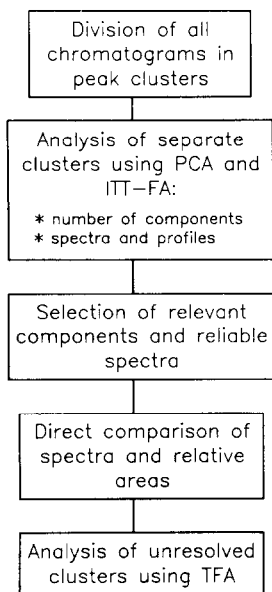 Division of all
chromatograms in
peak clusters
Analysis of separate
clusters using PCA and
ITT-FA:
* number of components
* spectra and profiles
Selection of relevant
components and reliable
spectra
Direct comparison of
spectra and relative
areas
Analysis of unresolved
clusters using TFA